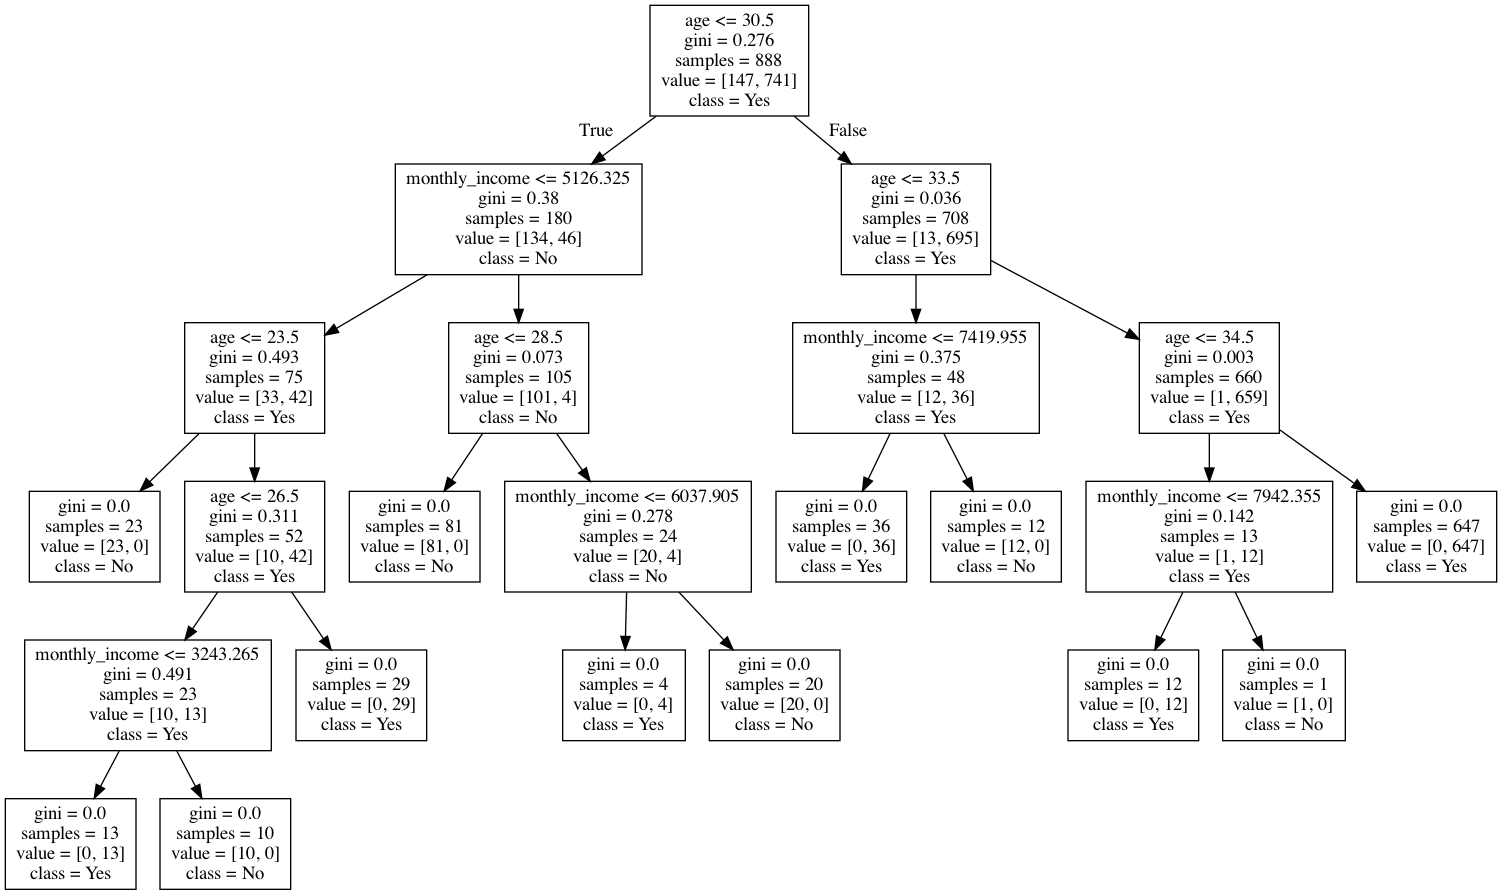 age <= 30.5
gini = 0.276
samples = 888
value = [147, 741]
class = Yes
True
False
monthly_income <= 5126.325
gini = 0.38
samples = 180
value = [134, 46]
class = No
age <= 33.5
gini = 0.036
samples = 708
value = [13, 695]
class = Yes
age <= 23.5
gini = 0.493
samples = 75
value = [33, 42]
class = Yes
age <= 28.5
gini = 0.073
samples = 105
value = [101, 4]
class = No
monthly_income <= 7419.955
gini = 0.375
samples = 48
value = [12, 36]
class = Yes
age <= 34.5
gini = 0.003
samples = 660
value = [1, 659]
class = Yes
gini = 0.0
samples = 23
value = [23, 0]
class = No
age <= 26.5
gini = 0.311
samples = 52
value = [10, 42]
class = Yes
gini = 0.0
samples = 81
value = [81, 0]
class = No
monthly_income <= 6037.905
gini = 0.278
samples = 24
value = [20, 4]
class = No
gini = 0.0
samples = 36
value = [0, 36]
class = Yes
gini = 0.0
samples = 12
value = [12, 0]
class = No
monthly_income <= 7942.355
gini = 0.142
samples = 13
value = [1, 12]
class = Yes
gini = 0.0
samples = 647
value = [0, 647]
class = Yes
monthly_income <= 3243.265
gini = 0.491
samples = 23
value = [10, 13]
class = Yes
gini = 0.0
samples = 29
value = [0, 29]
class = Yes
gini = 0.0
samples = 4
value = [0, 4]
class = Yes
gini = 0.0
samples = 20
value = [20, 0]
class = No
gini = 0.0
samples = 12
value = [0, 12]
class = Yes
gini = 0.0
samples = 1
value = [1, 0]
class = No
gini = 0.0
samples = 13
value = [0, 13]
class = Yes
gini = 0.0
samples = 10
value = [10, 0]
class = No